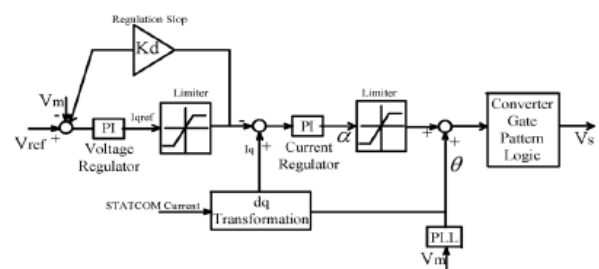 Regulation Slop
Kd
Vm
-
Vref
+
PI
Iqref
Voltage
Regulator
Limiter
-
+
Iq
PI
Current
Regulator
α
Limiter
+
+
θ
Converter
Gate
Pattern
Logic
Vs
STATCOM Current
dq
Transformation
PLL
Vm